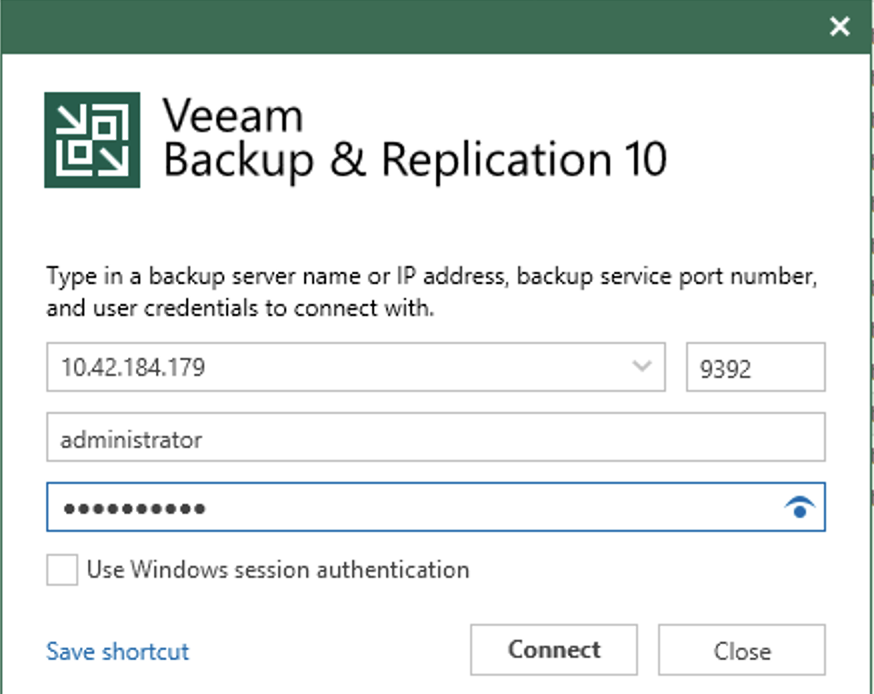 Veeam
Backup & Replication 10
Type in a backup server name or IP address, backup service port number,
and user credentials to connect with.
10.42.184.179 9392
administrator
••••••••••
Use Windows session authentication
Save shortcut Connect Close